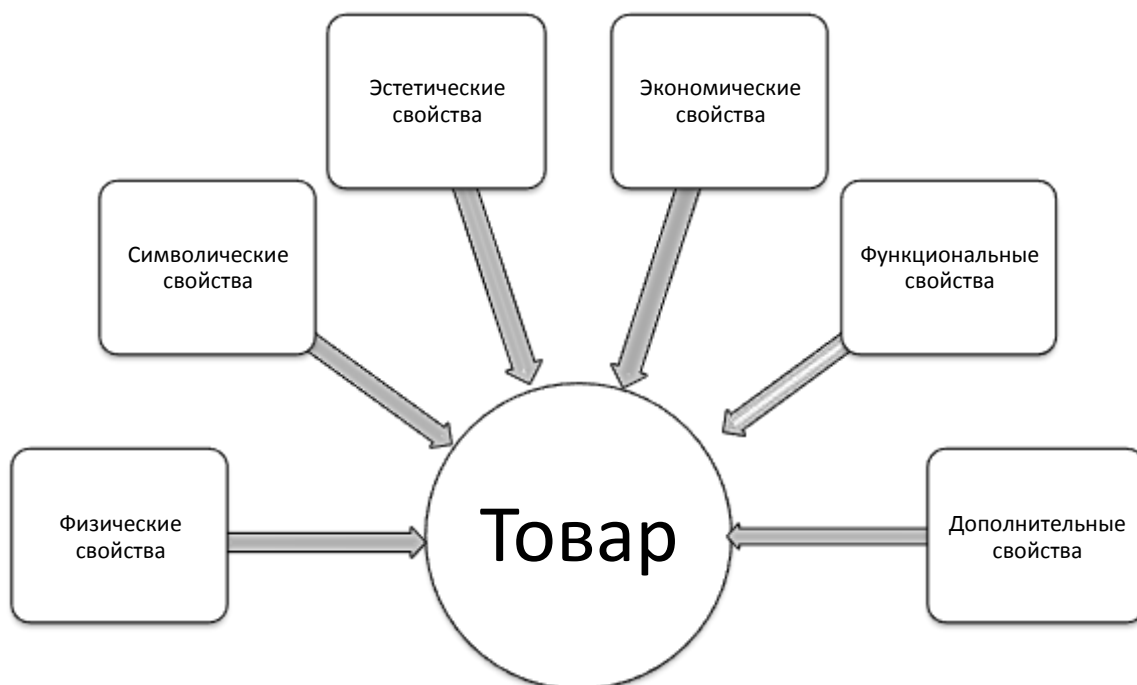 Эстетические
свойства
Экономические
свойства
Символические
свойства
Функциональные
свойства
Физические
свойства
Товар
Дополнительные
свойства